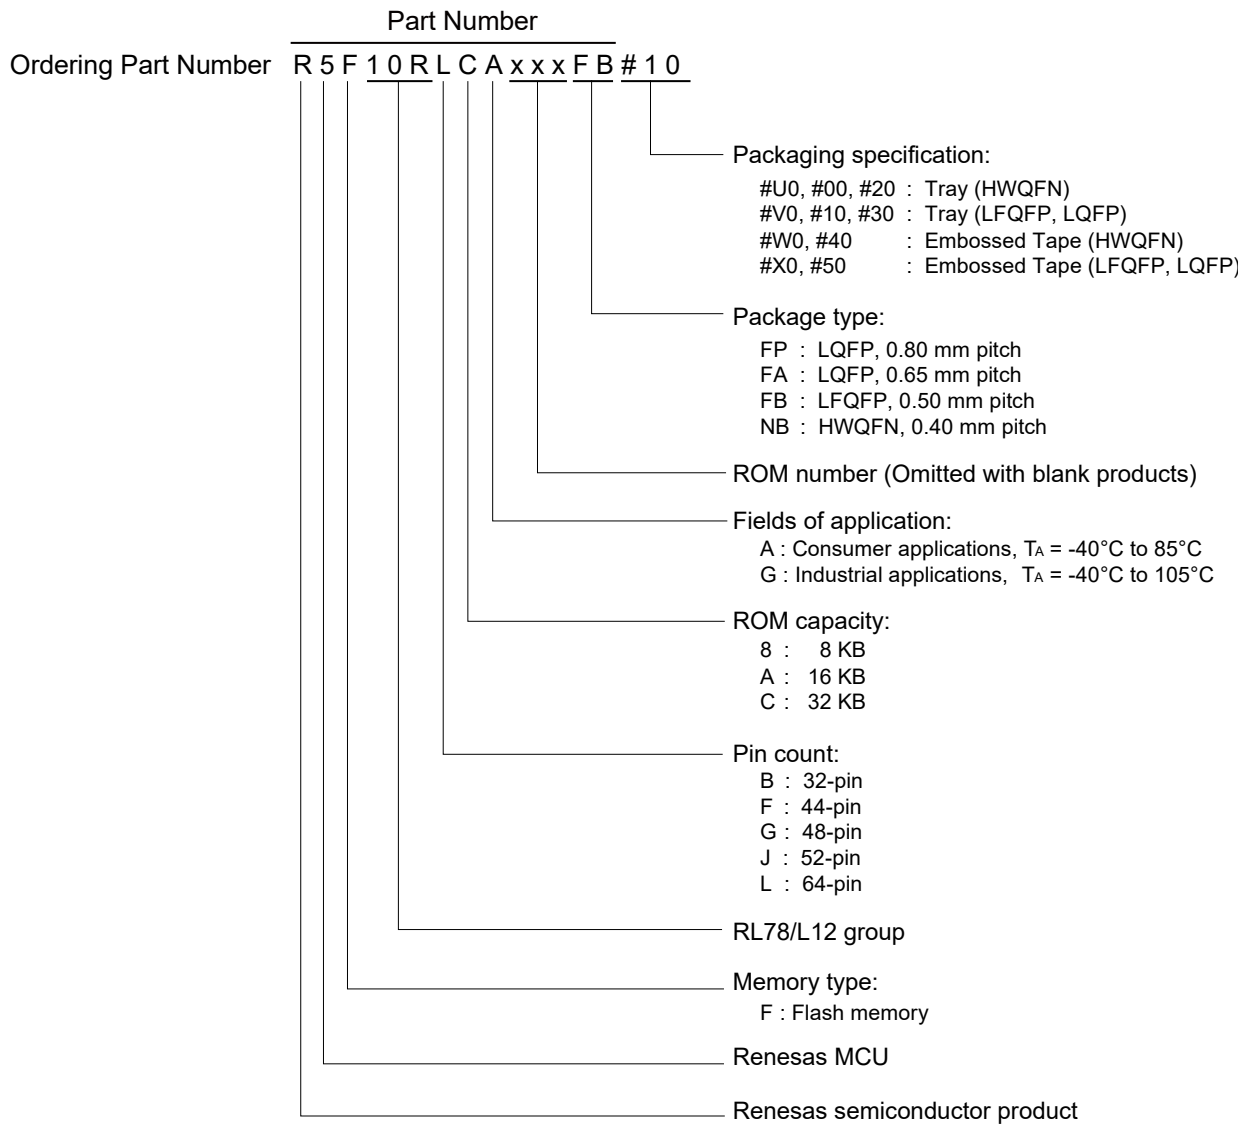 Part Number
Ordering Part Number R 5 F 1 0 R L C A x x x F B # 1 0
Packaging specification:
#U0, #00, #20 : Tray (HWQFN)
#V0, #10, #30 : Tray (LFQFP, LQFP)
#W0, #40 : Embossed Tape (HWQFN)
#X0, #50 : Embossed Tape (LFQFP, LQFP)
Package type:
FP : LQFP, 0.80 mm pitch
FA : LQFP, 0.65 mm pitch
FB : LFQFP, 0.50 mm pitch
NB : HWQFN, 0.40 mm pitch
ROM number (Omitted with blank products)
Fields of application:
A : Consumer applications, TA = -40°C to 85°C
G : Industrial applications, TA = -40°C to 105°C
ROM capacity:
8 : 8 KB
A : 16 KB
C : 32 KB
Pin count:
B : 32-pin
F : 44-pin
G : 48-pin
J : 52-pin
L : 64-pin
RL78/L12 group
Memory type:
F : Flash memory
Renesas MCU
Renesas semiconductor product